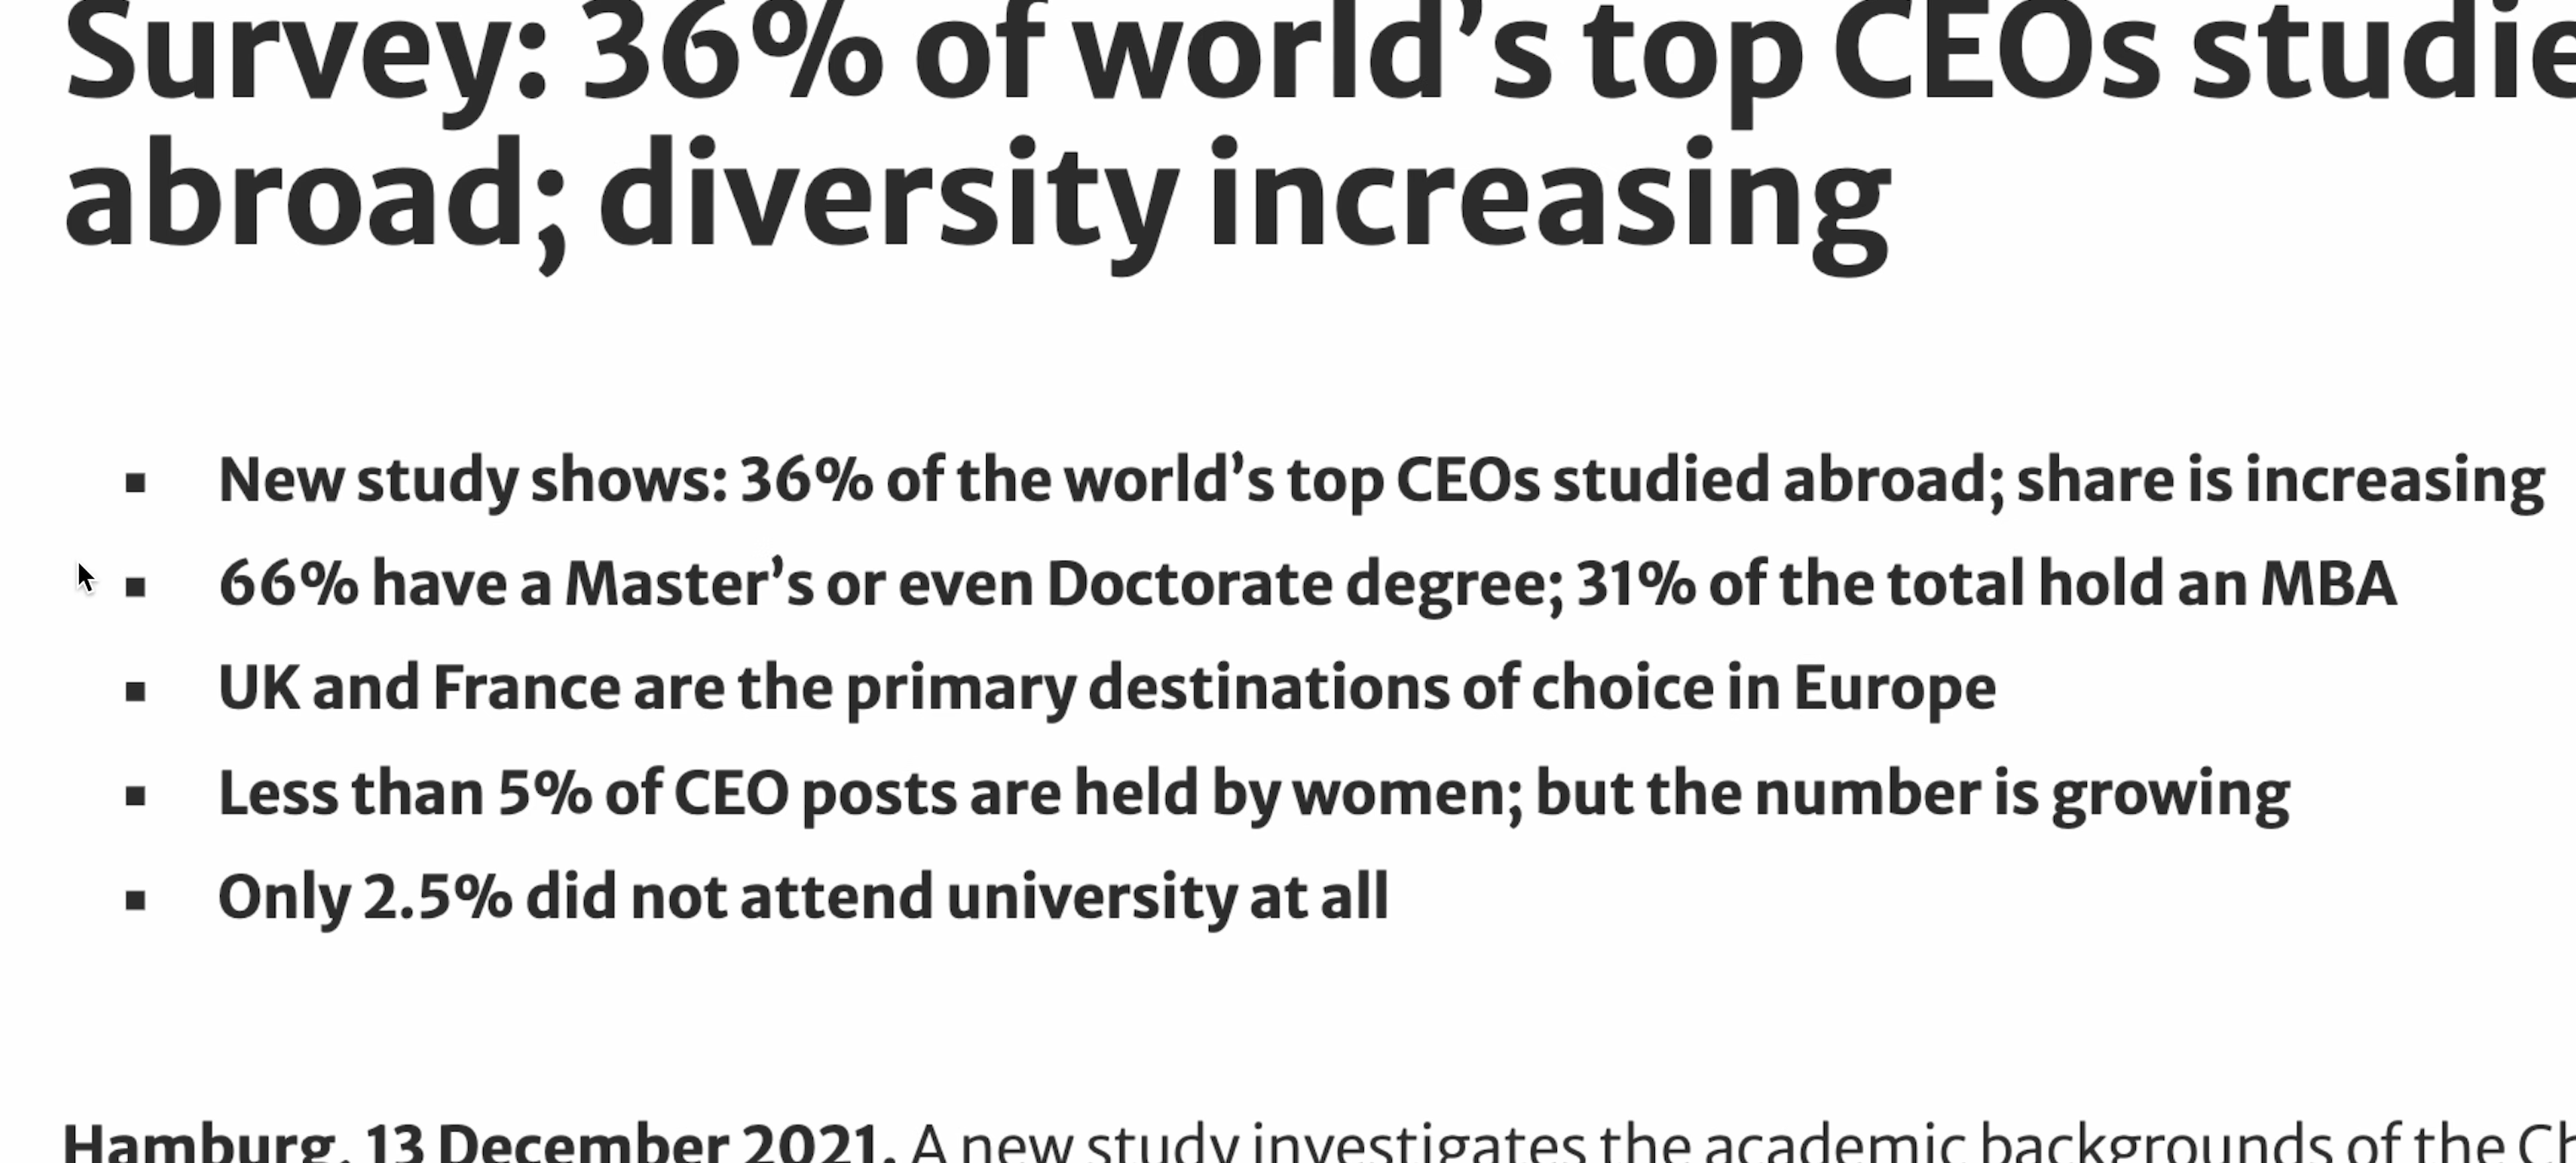 Survey: 36% of world’s top CEOs studie
abroad; diversity increasing
▪ New study shows: 36% of the world’s top CEOs studied abroad; share is increasing
▪ 66% have a Master’s or even Doctorate degree; 31% of the total hold an MBA
▪ UK and France are the primary destinations of choice in Europe
▪ Less than 5% of CEO posts are held by women; but the number is growing
▪ Only 2.5% did not attend university at all
Hamburg, 13 December 2021. A new study investigates the academic backgrounds of the Ch